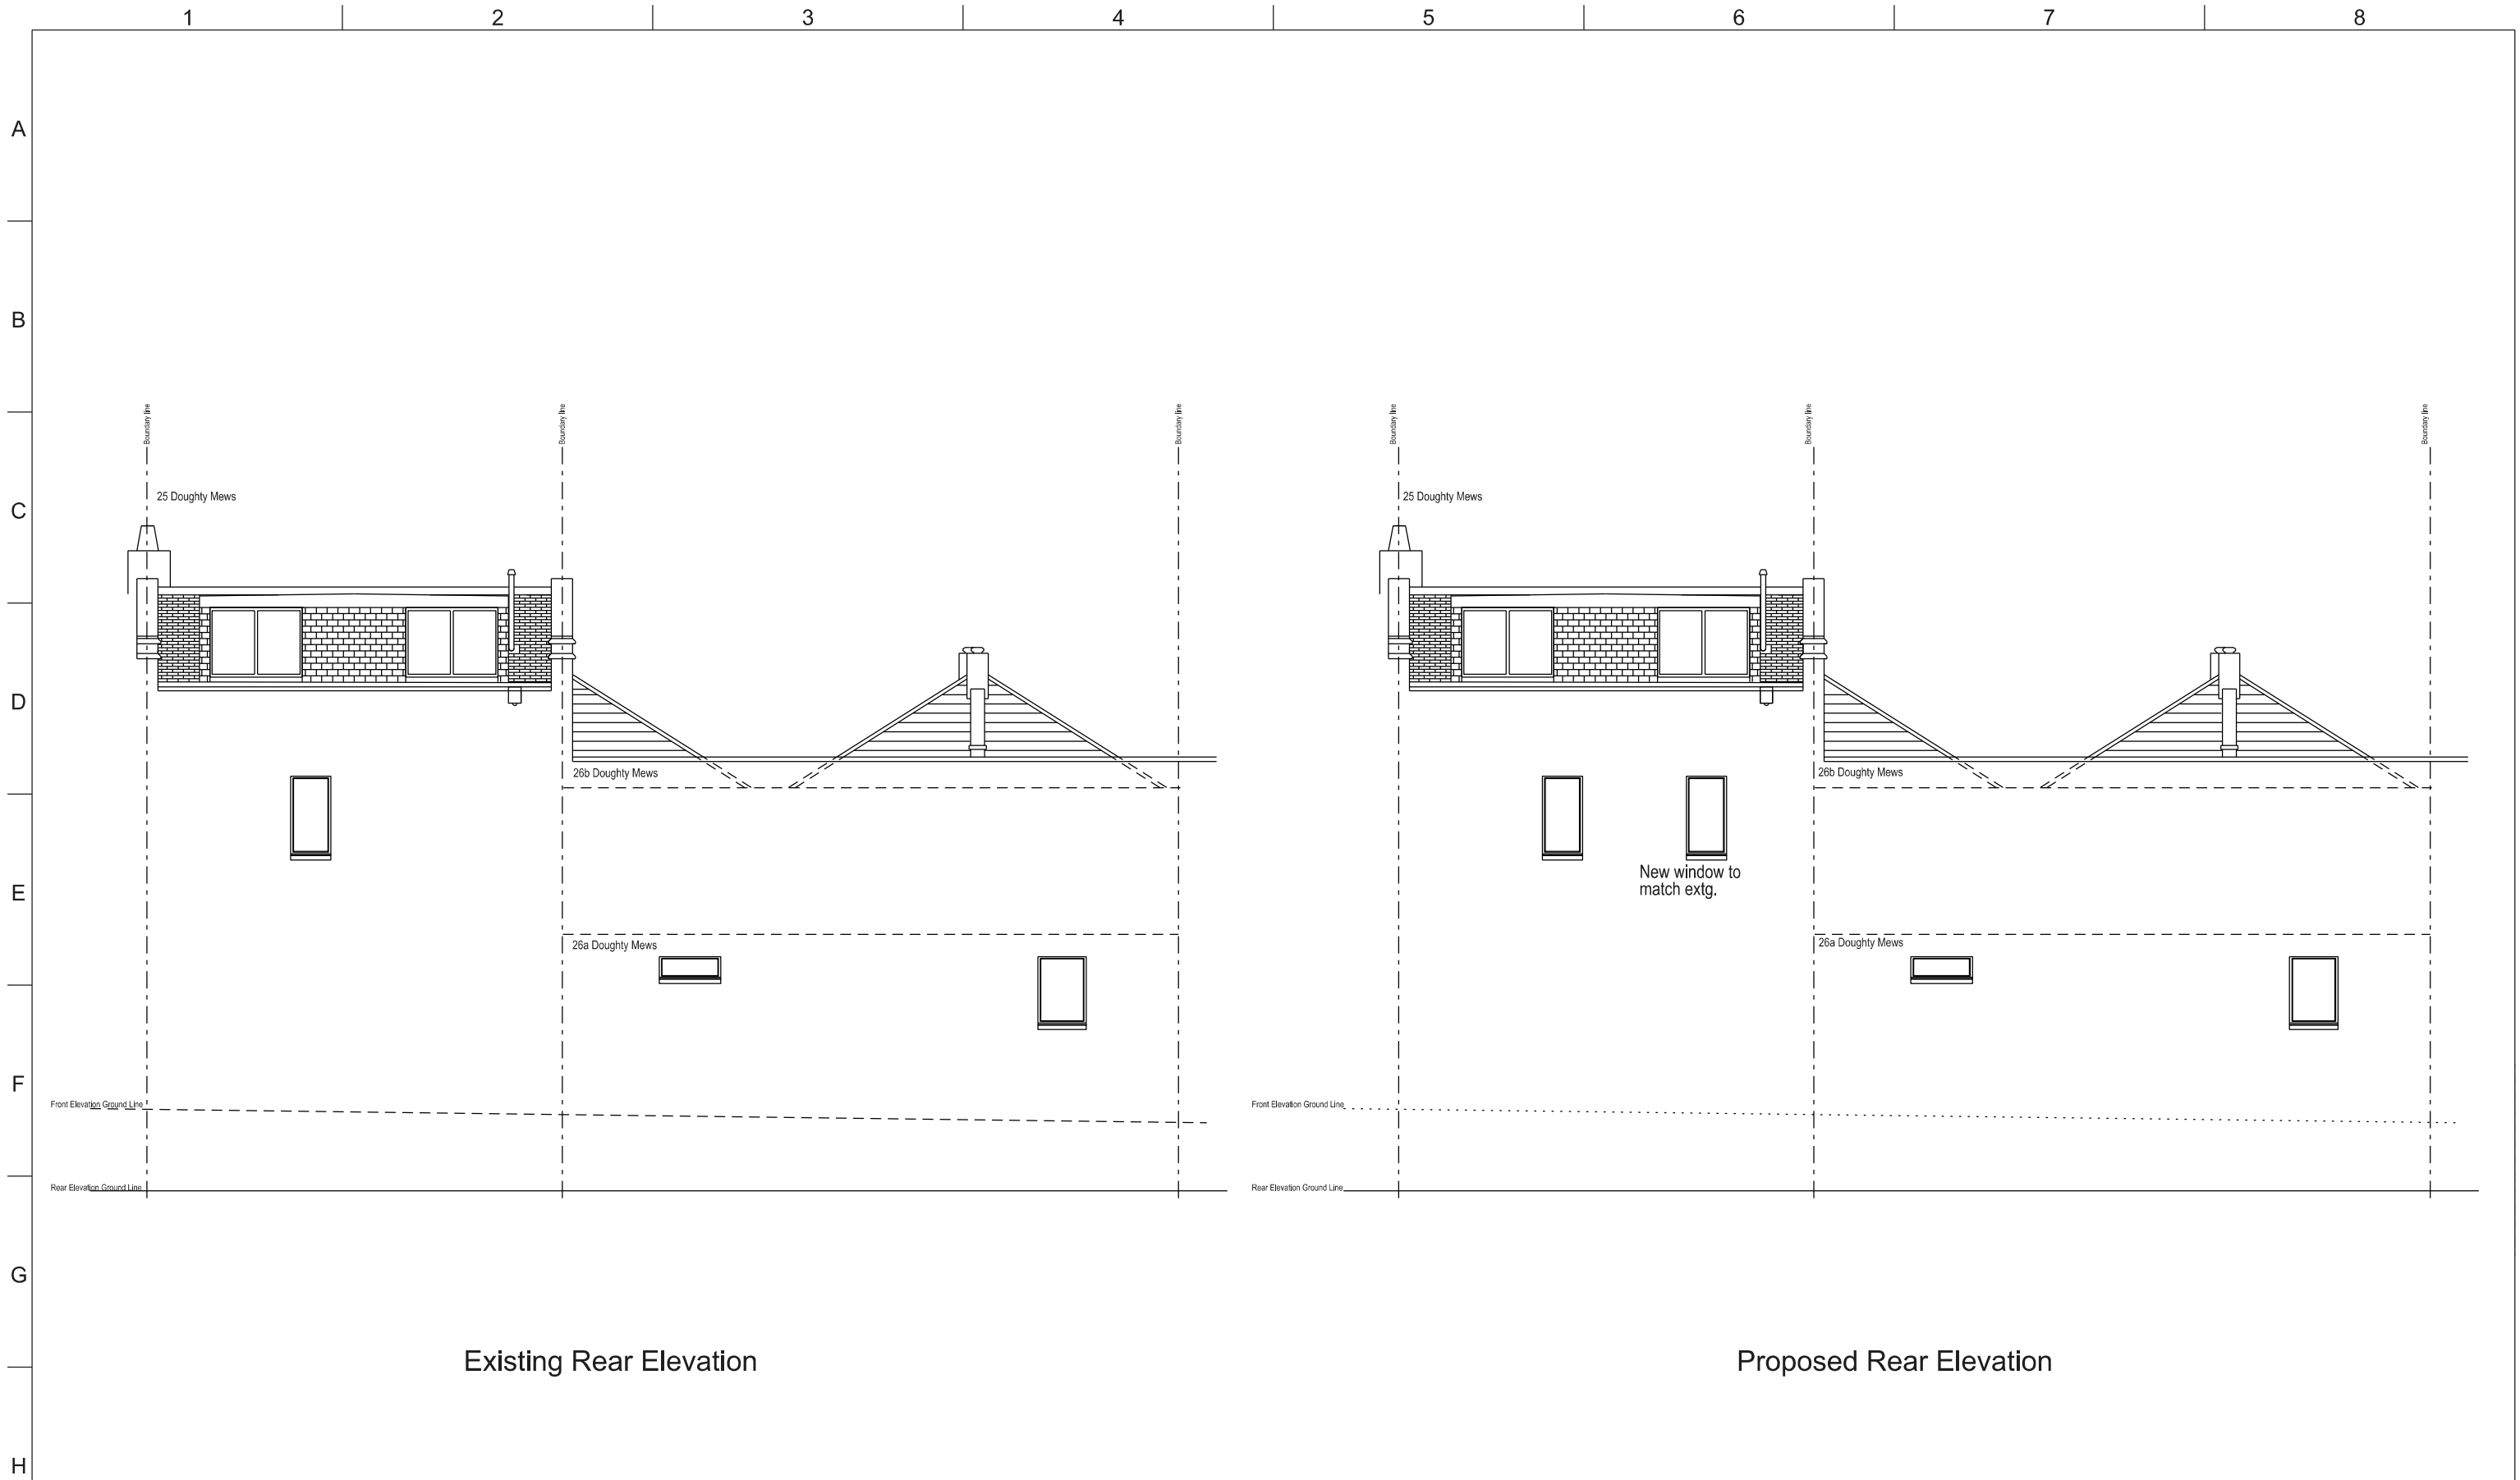 1 2 3 4 5 6 7 8
A
B
C
D
E
F
G
H
Boundary line
Boundary line
Boundary line
25 Doughty Mews
26b Doughty Mews
26a Doughty Mews
Front Elevation Ground Line
Rear Elevation Ground Line
Existing Rear Elevation
Boundary line
Boundary line
Boundary line
25 Doughty Mews
26b Doughty Mews
New window to
match extg.
26a Doughty Mews
Front Elevation Ground Line
Rear Elevation Ground Line
Proposed Rear Elevation